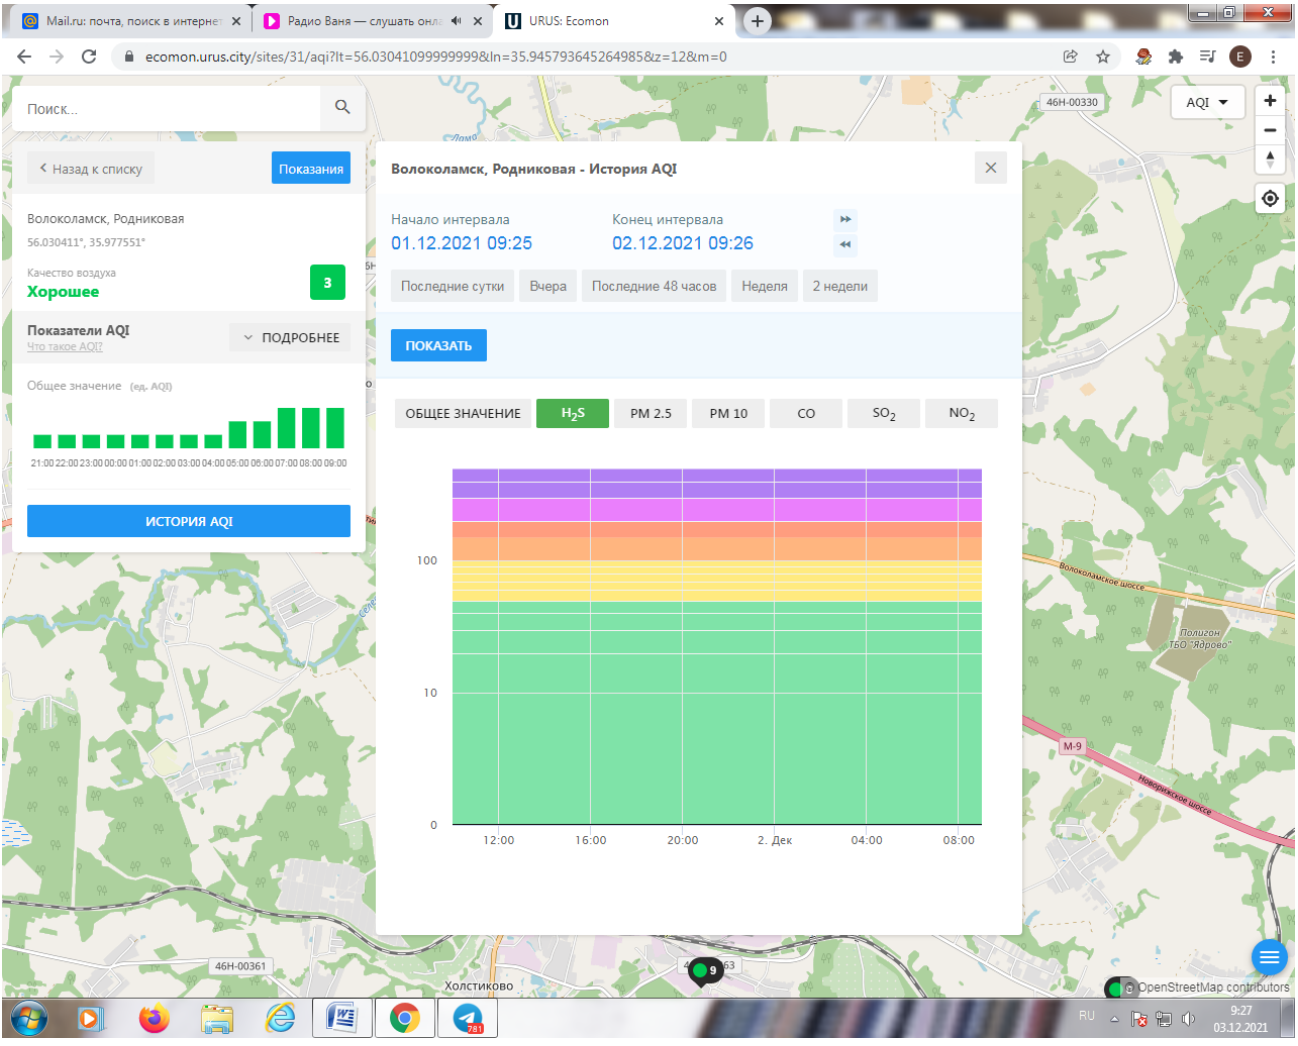 Mail.ru: почта, поиск в интернет
Радио Ваня — слушать онла
URUS: Ecomon
ecomon.urus.city/sites/31/aqi?lt=56.03041099999999&ln=35.945793645264985&z=12&m=0
E
Поиск...
46Н-00330
AQI
Назад к списку
Показания
Волоколамск, Родниковая
56.030411°, 35.977551°
Качество воздуха
Хорошее
3
Показатели AQI
Что такое AQI?
ПОДРОБНЕЕ
Общее значение (ед. AQI)
21:00 22:00 23:00 00:00 01:00 02:00 03:00 04:00 05:00 06:00 07:00 08:00 09:00
ИСТОРИЯ AQI
Волоколамск, Родниковая - История AQI
Начало интервала
Конец интервала
01.12.2021 09:25
02.12.2021 09:26
Последние сутки
Вчера
Последние 48 часов
Неделя
2 недели
ПОКАЗАТЬ
ОБЩЕЕ ЗНАЧЕНИЕ
H₂S
PM 2.5
PM 10
CO
SO₂
NO₂
100
10
0
12:00
16:00
20:00
2. Дек
04:00
08:00
Волоколамское шоссе
Полигон
ТБО "Ядрово"
М-9
Новорижское шоссе
46Н-00361
Холстиково
9
63
OpenStreetMap contributors
781
RU
9:27
03.12.2021